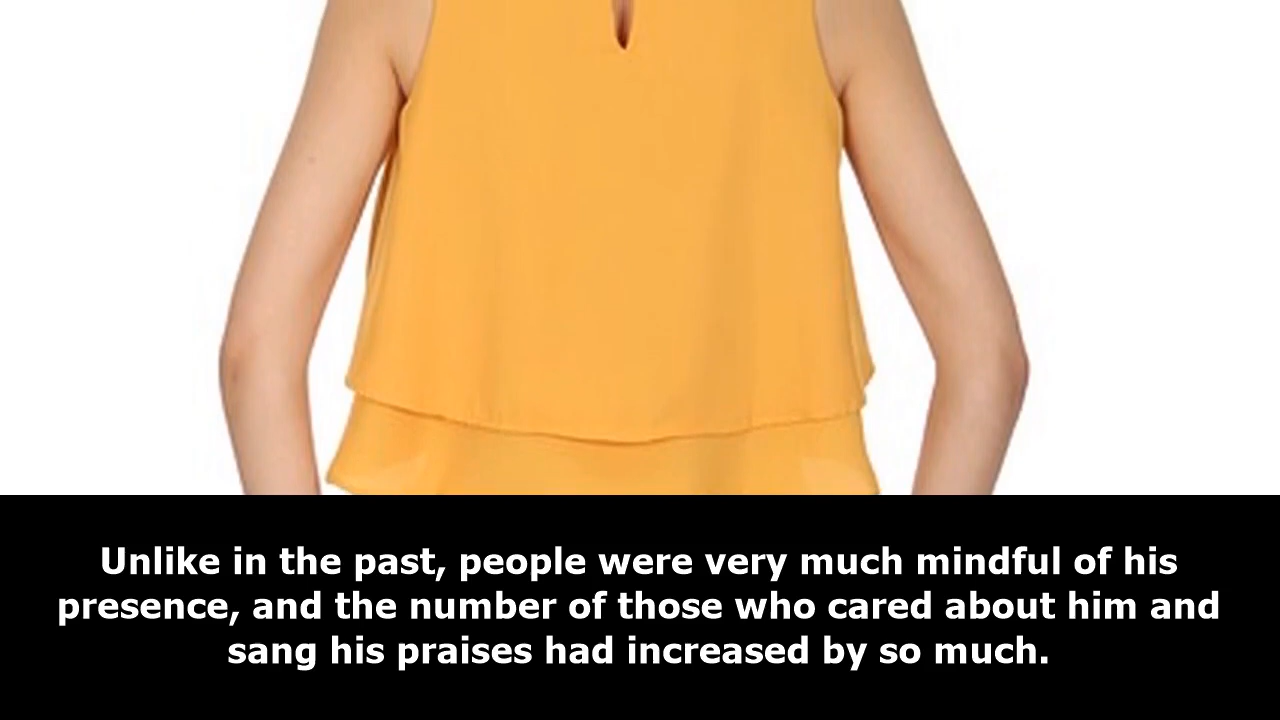 Unlike in the past, people were very much mindful of his
presence, and the number of those who cared about him and
sang his praises had increased by so much.